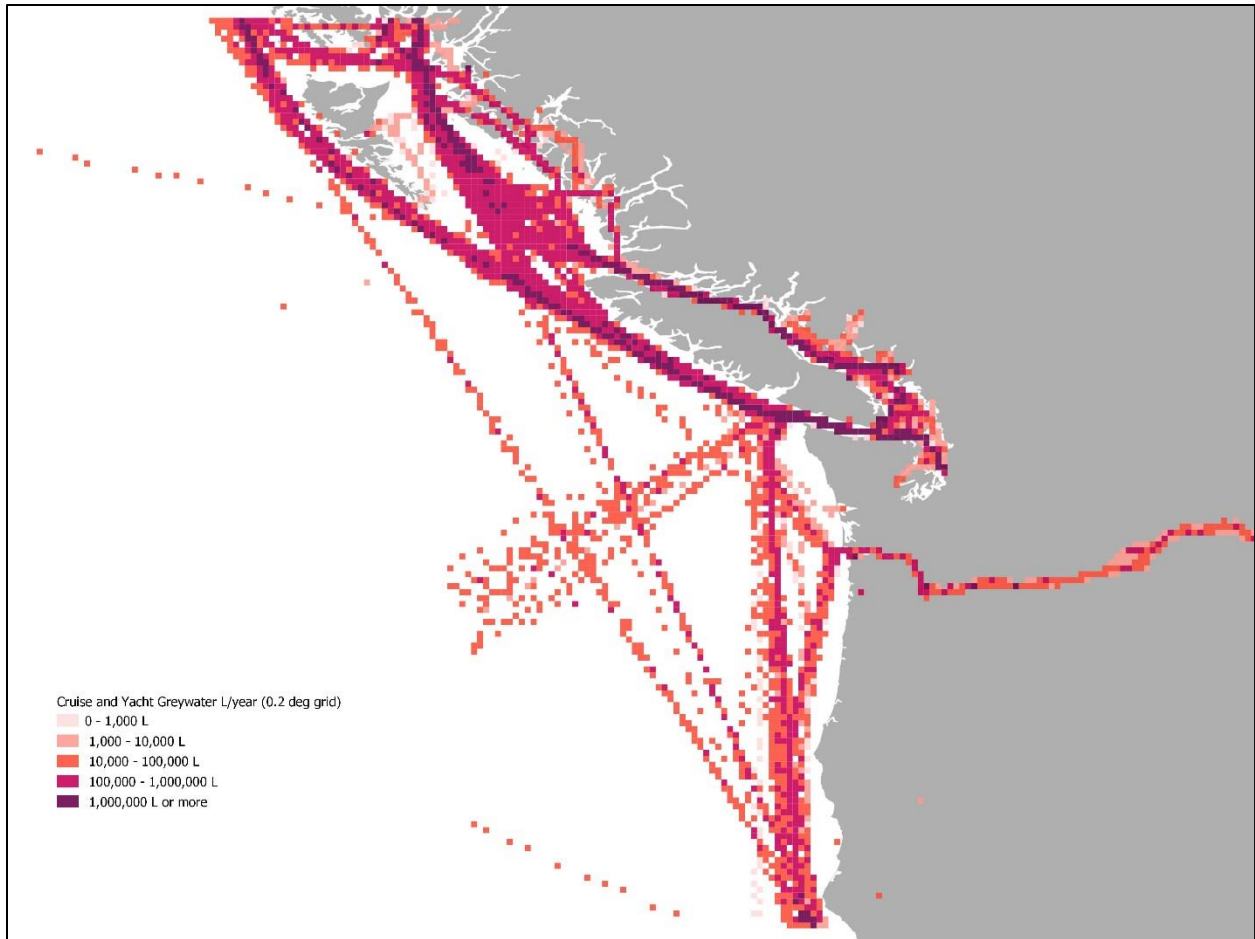 Cruise and Yacht Greywater L/year (0.2 deg grid)
0 - 1,000 L
1,000 - 10,000 L
10,000 - 100,000 L
100,000 - 1,000,000 L
1,000,000 L or more